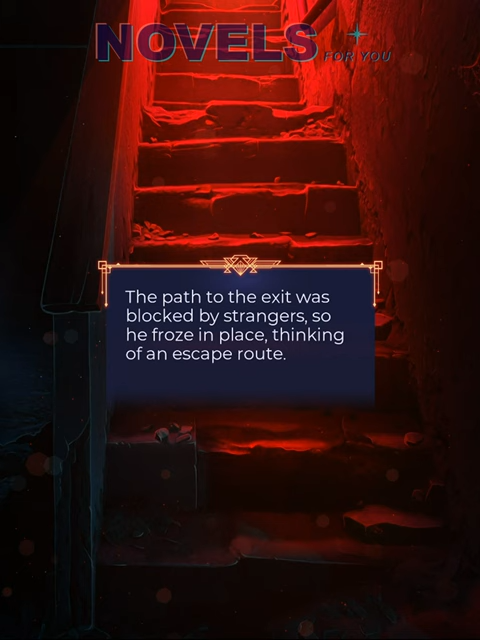 NOVELS
FOR YOU
The path to the exit was
blocked by strangers, so
he froze in place, thinking
of an escape route.